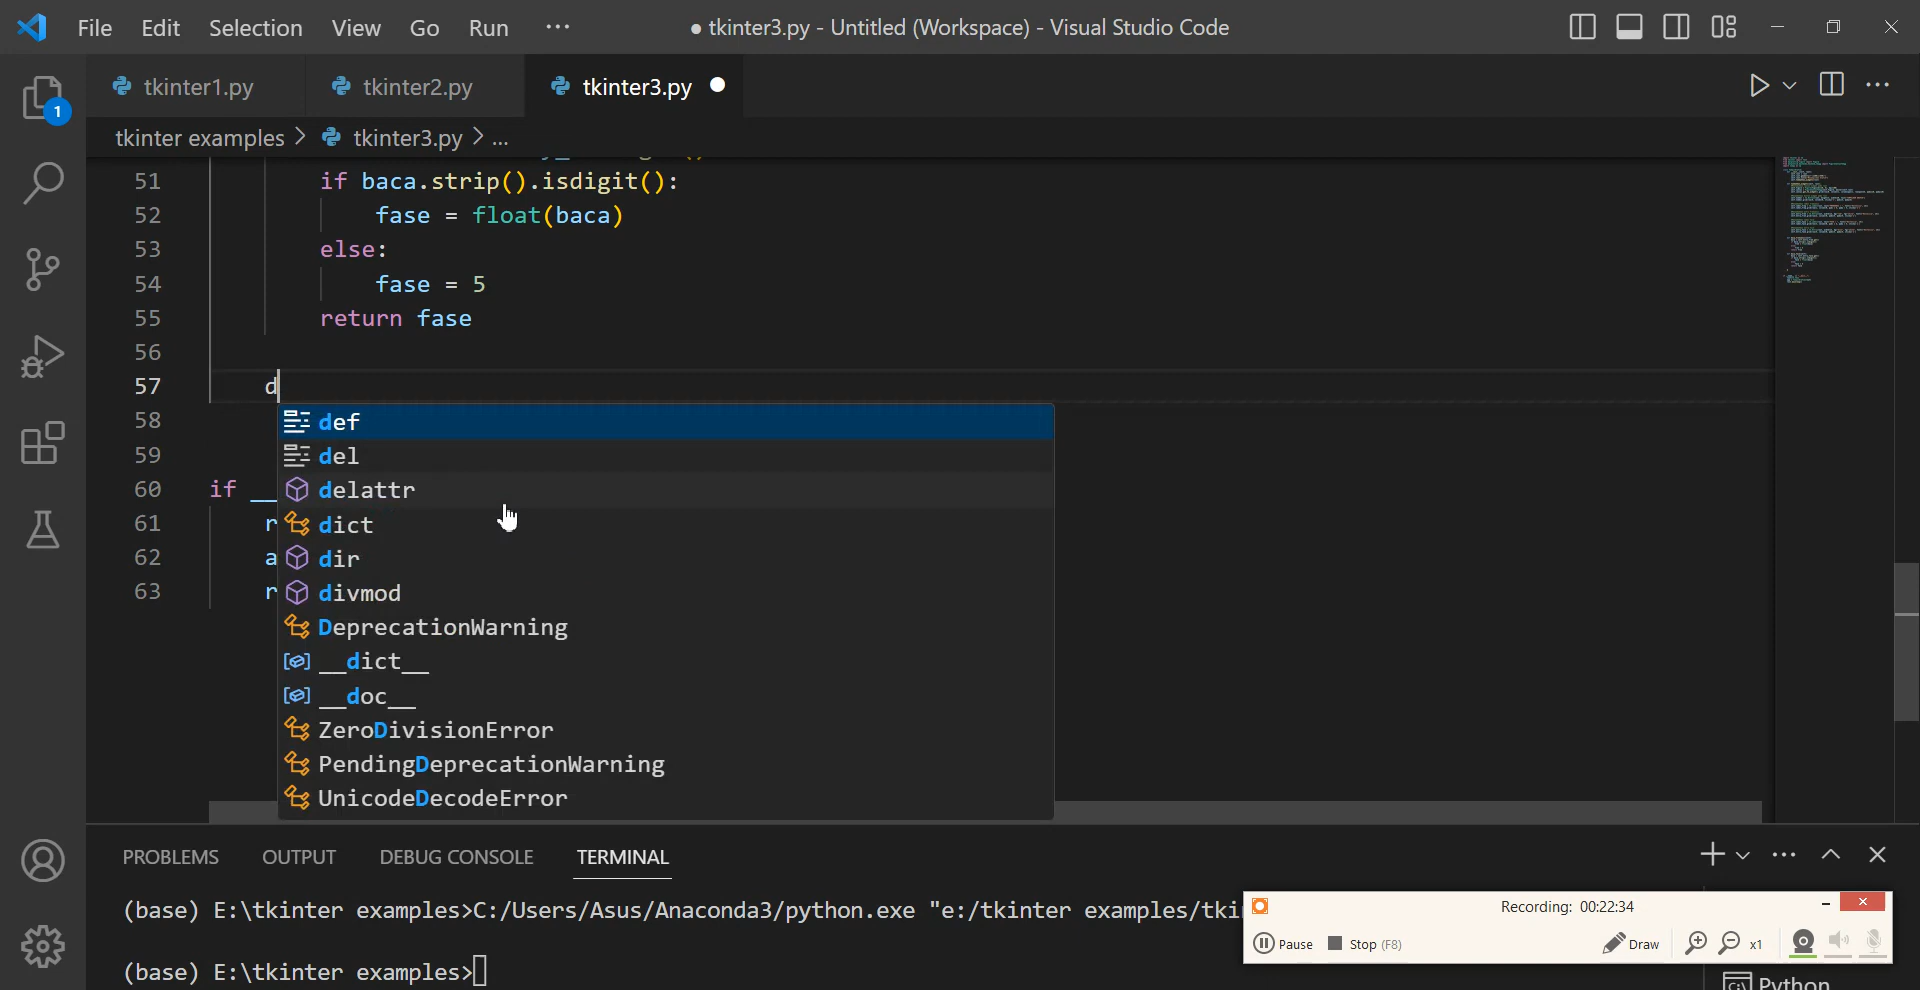 File Edit Selection View Go Run ··· ● tkinter3.py - Untitled (Workspace) - Visual Studio Code
1
tkinter1.py tkinter2.py tkinter3.py
tkinter examples > tkinter3.py > ...
51 if baca.strip().isdigit():
52 fase = float(baca)
53 else:
54 fase = 5
55 return fase
56
57 d
58 def
59 del
60 if __ delattr
61 r dict
62 a dir
63 r divmod
DeprecationWarning
__dict__
__doc__
ZeroDivisionError
PendingDeprecationWarning
UnicodeDecodeError
PROBLEMS OUTPUT DEBUG CONSOLE TERMINAL
(base) E:\tkinter examples>C:/Users/Asus/Anaconda3/python.exe "e:/tkinter examples/tki
Recording: 00:22:34
Pause Stop (F8) Draw x1
(base) E:\tkinter examples>
Python